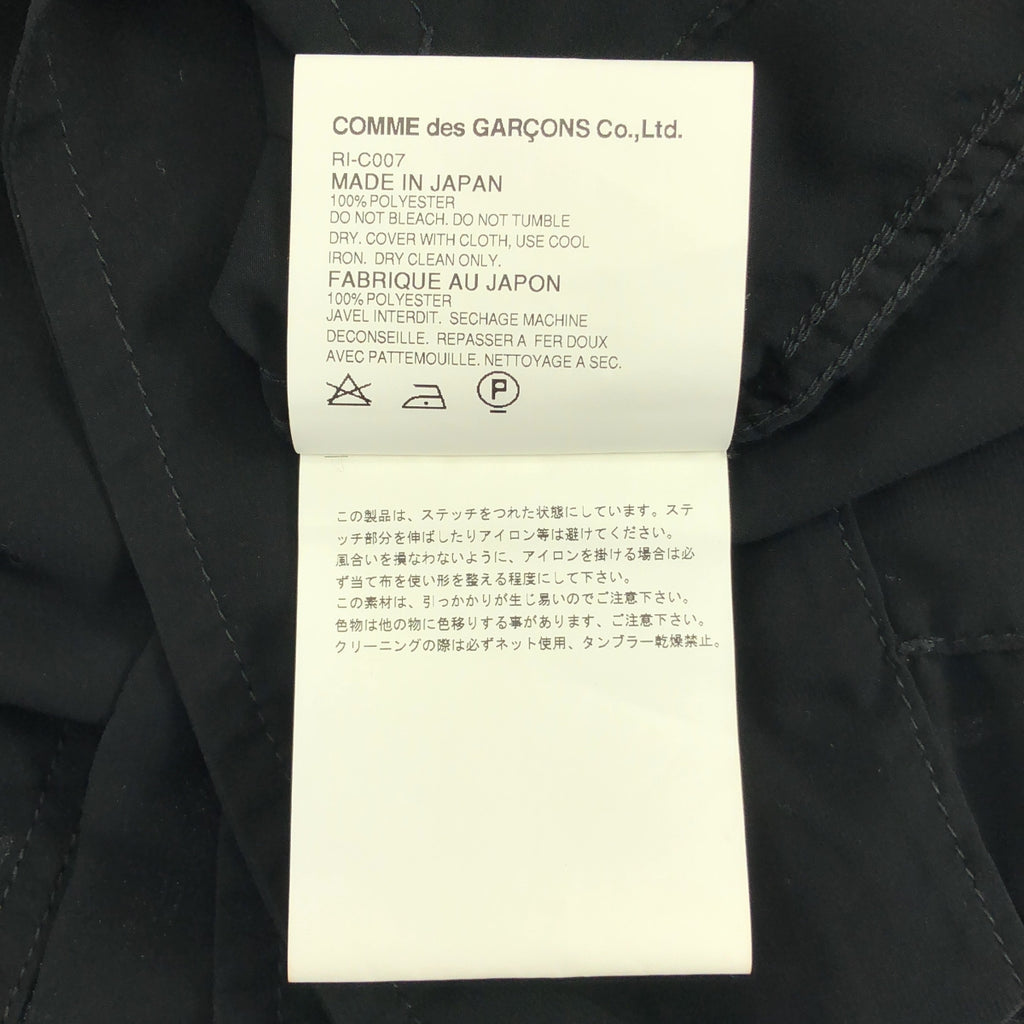 COMME des GARÇONS Co.,Ltd.
RI-C007
MADE IN JAPAN
100% POLYESTER
DO NOT BLEACH. DO NOT TUMBLE
DRY. COVER WITH CLOTH, USE COOL
IRON. DRY CLEAN ONLY.
FABRIQUE AU JAPON
100% POLYESTER
JAVEL INTERDIT. SECHAGE MACHINE
DECONSEILLE. REPASSER A FER DOUX
AVEC PATTEMOUILLE. NETTOYAGE A SEC.
P
この製品は、ステッチをつれた状態にしています。ステ
ッチ部分を伸ばしたりアイロン等は避けてください。
風合いを損なわないように、アイロンを掛ける場合は必
ず当て布を使い形を整える程度にして下さい。
この素材は、引っかかりが生じ易いのでご注意下さい。
色物は他の物に色移りする事があります、ご注意下さい。
クリーニングの際は必ずネット使用、タンブラー乾燥禁止。